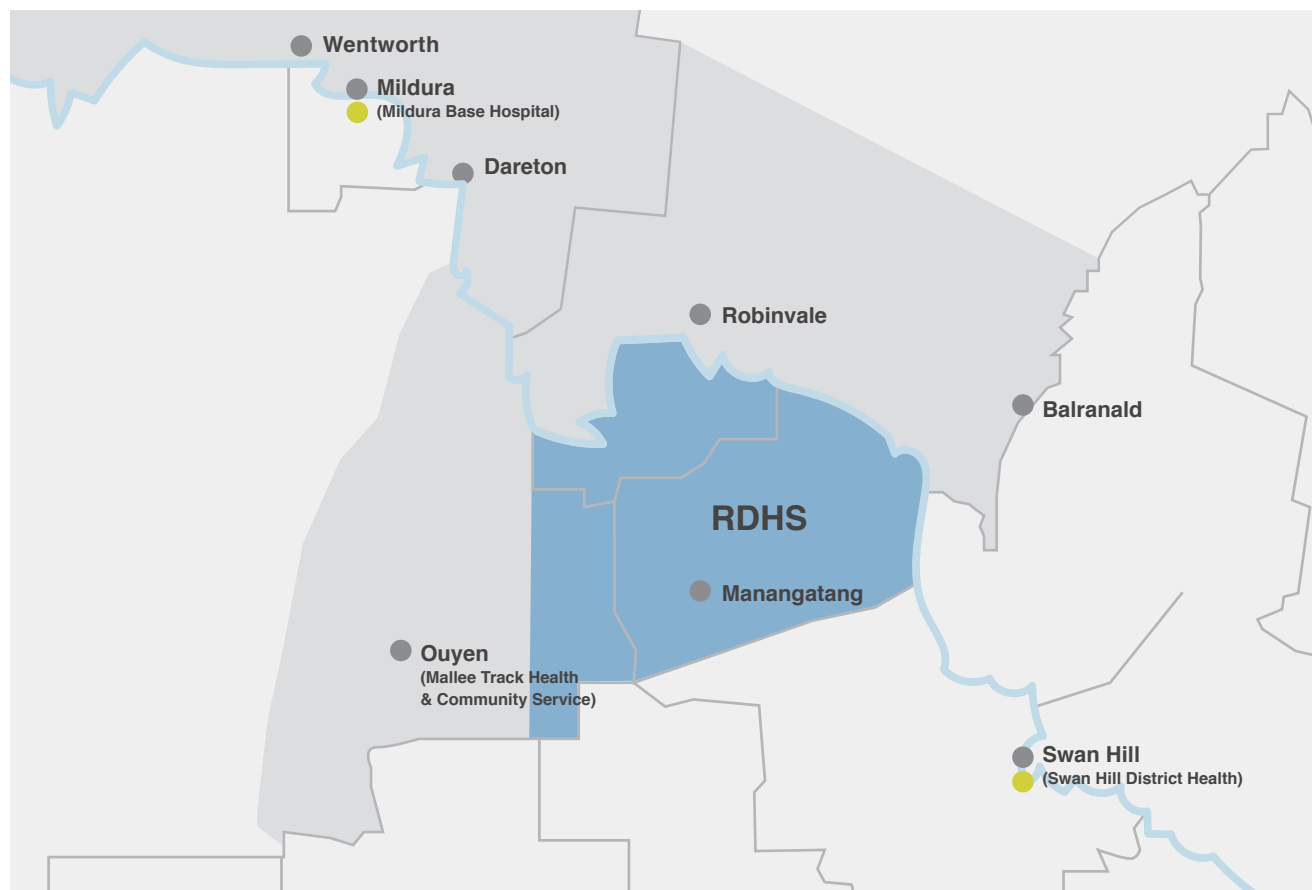 Wentworth
Mildura
(Mildura Base Hospital)
Dareton
Robinvale
Balranald
RDHS
Manangatang
Ouyen
(Mallee Track Health
& Community Service)
Swan Hill
(Swan Hill District Health)